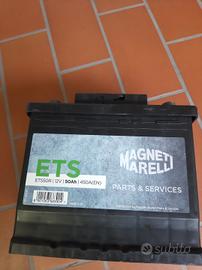 ETS
ETS50R | 12V | 50Ah | 450A(EN)
MAGNETI
MARELLI
PARTS & SERVICES
subito